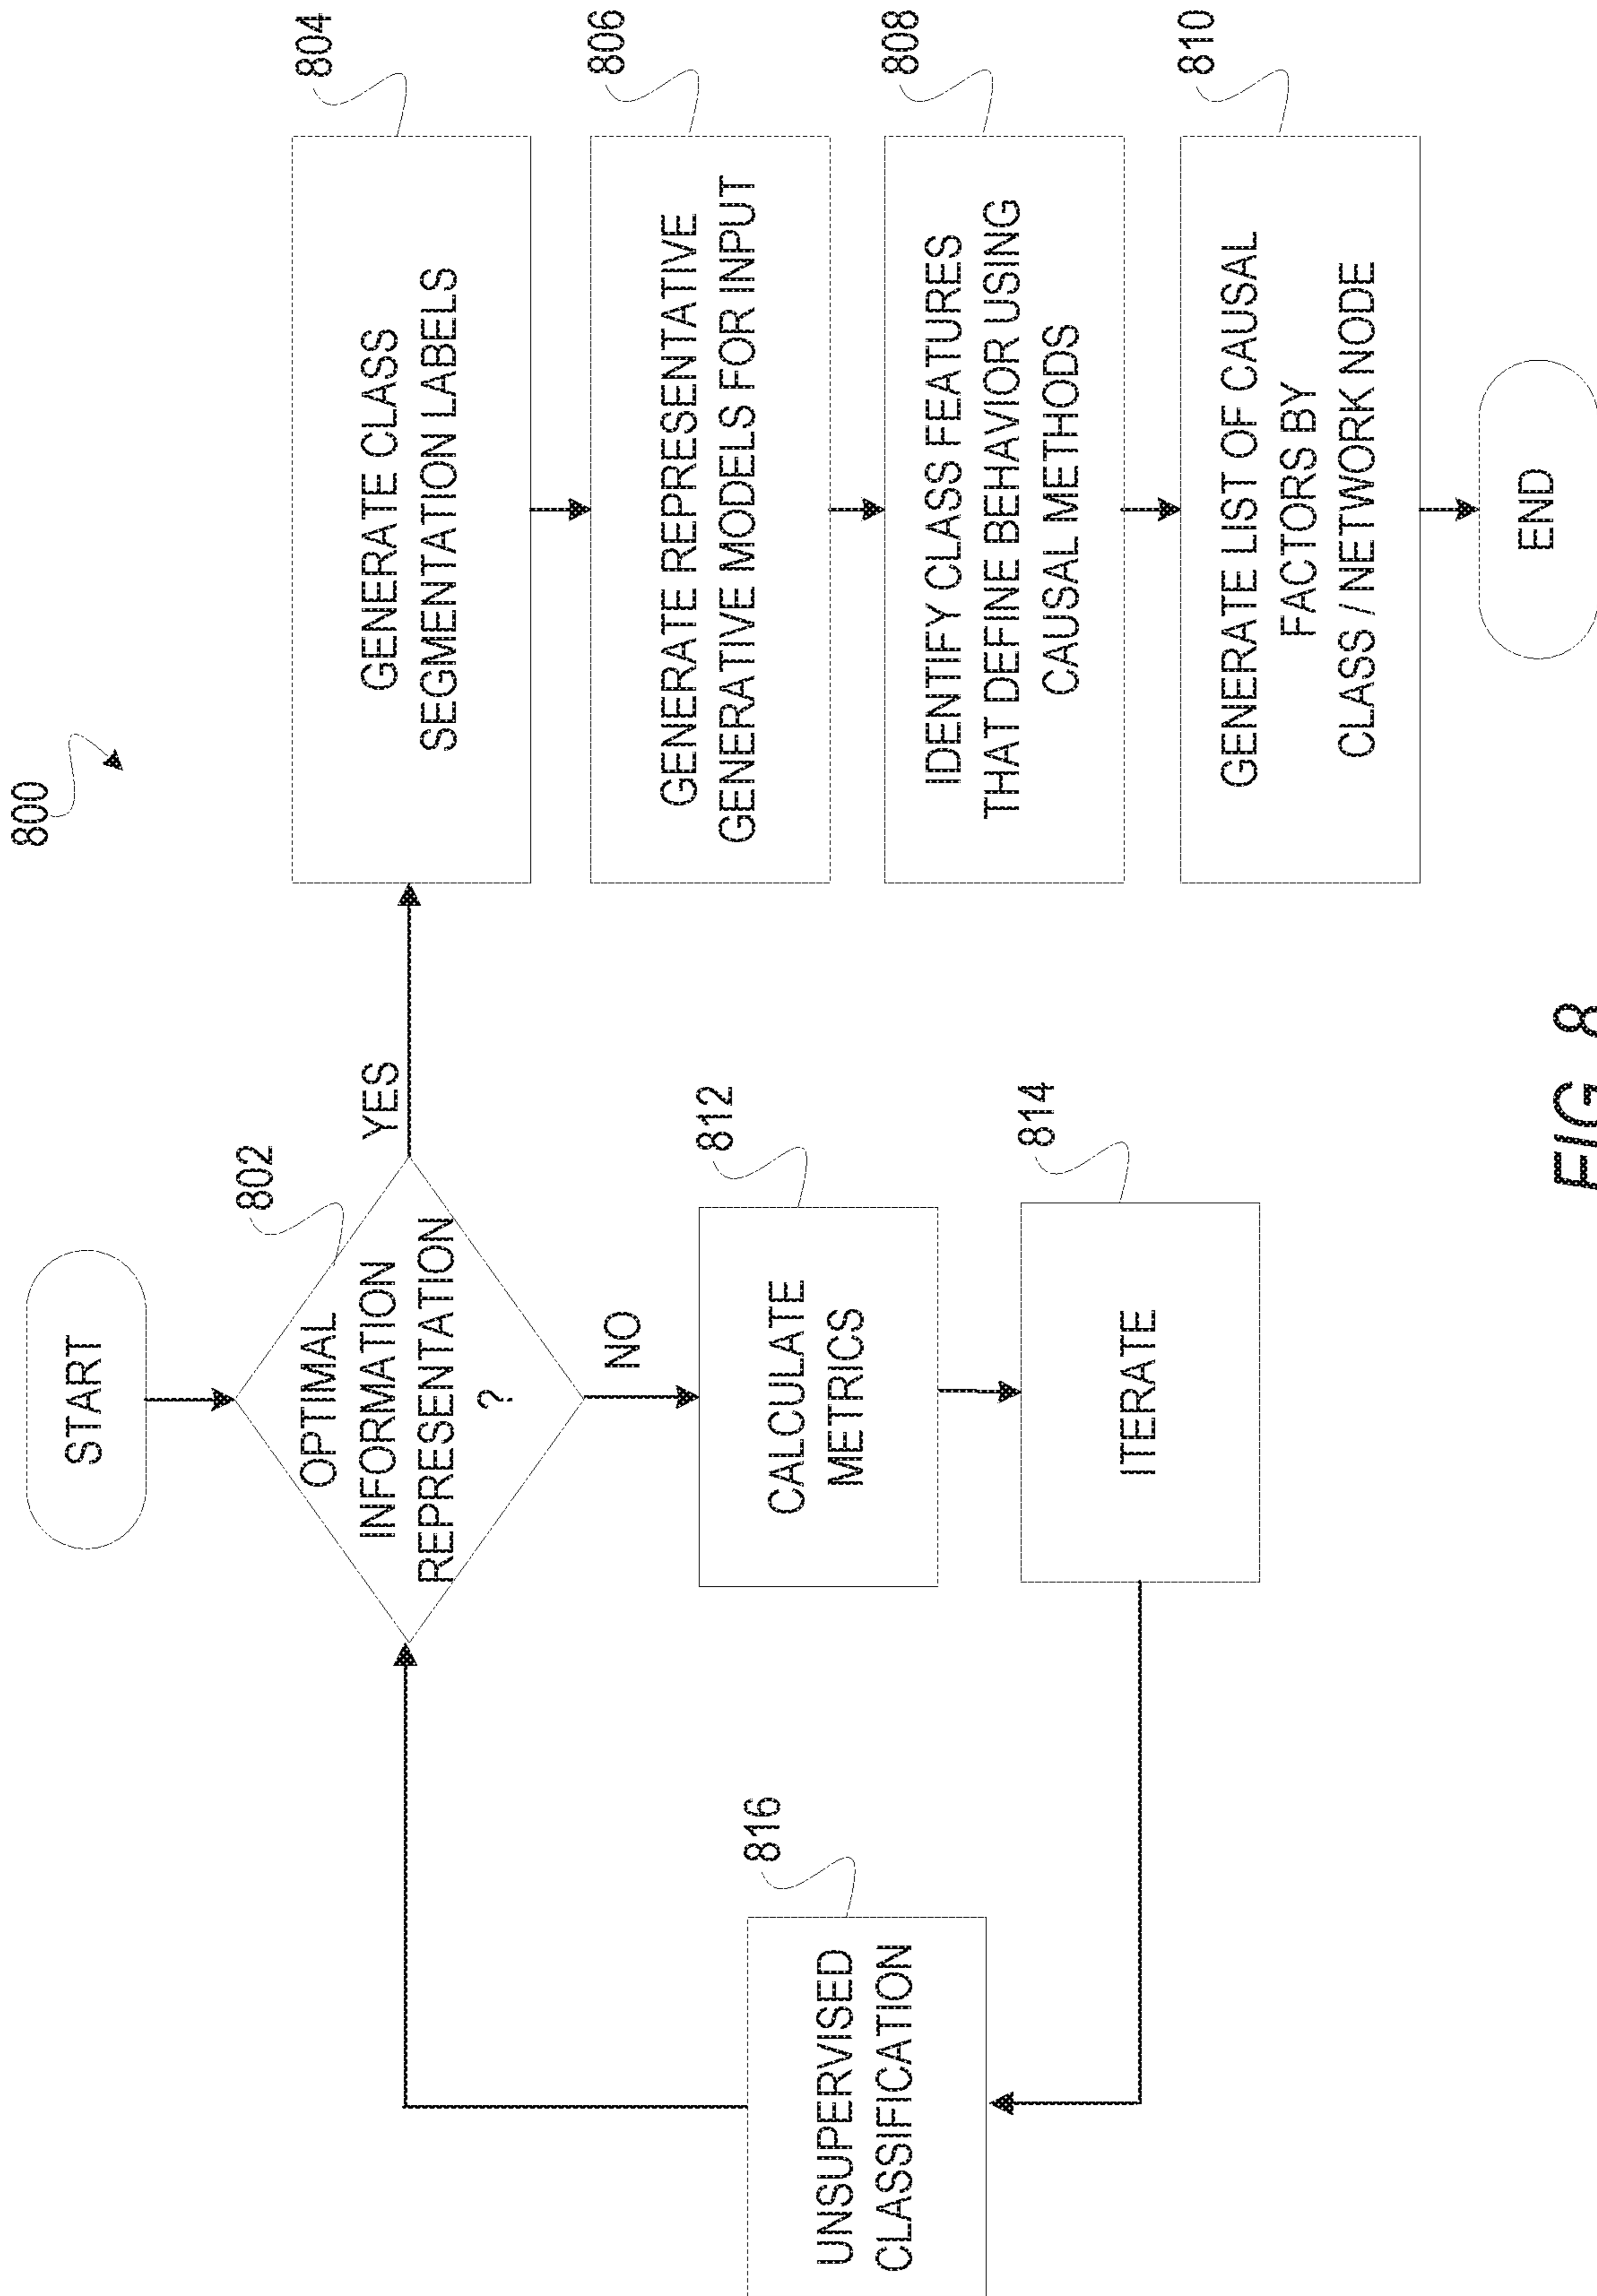 800
START
802
OPTIMAL
INFORMATION
REPRESENTATION
?
YES
NO
812
CALCULATE
METRICS
814
ITERATE
816
UNSUPERVISED
CLASSIFICATION
804
GENERATE CLASS
SEGMENTATION LABELS
806
GENERATE REPRESENTATIVE
GENERATIVE MODELS FOR INPUT
808
IDENTIFY CLASS FEATURES
THAT DEFINE BEHAVIOR USING
CAUSAL METHODS
810
GENERATE LIST OF CAUSAL
FACTORS BY
CLASS / NETWORK NODE
END
FIG. 8